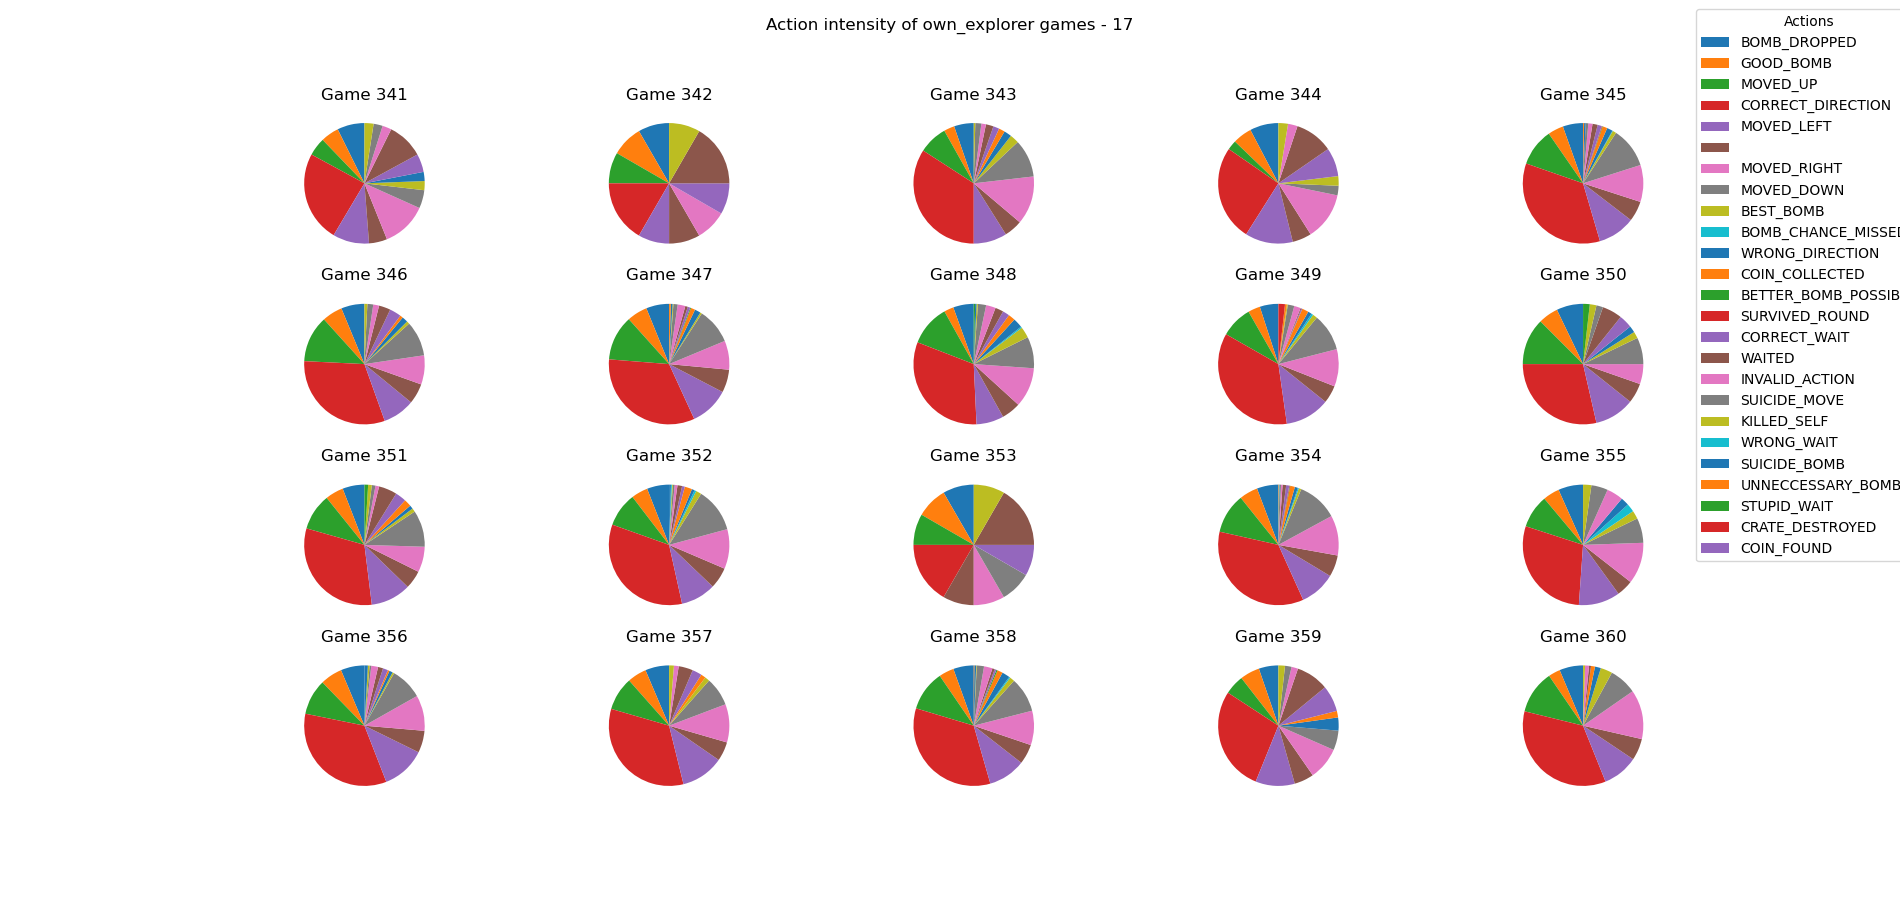 Action intensity of own_explorer games - 17
Game 341
Game 342
Game 343
Game 344
Game 345
Game 346
Game 347
Game 348
Game 349
Game 350
Game 351
Game 352
Game 353
Game 354
Game 355
Game 356
Game 357
Game 358
Game 359
Game 360
Actions
BOMB_DROPPED
GOOD_BOMB
MOVED_UP
CORRECT_DIRECTION
MOVED_LEFT
MOVED_RIGHT
MOVED_DOWN
BEST_BOMB
BOMB_CHANCE_MISSED
WRONG_DIRECTION
COIN_COLLECTED
BETTER_BOMB_POSSIB
SURVIVED_ROUND
CORRECT_WAIT
WAITED
INVALID_ACTION
SUICIDE_MOVE
KILLED_SELF
WRONG_WAIT
SUICIDE_BOMB
UNNECCESSARY_BOMB
STUPID_WAIT
CRATE_DESTROYED
COIN_FOUND